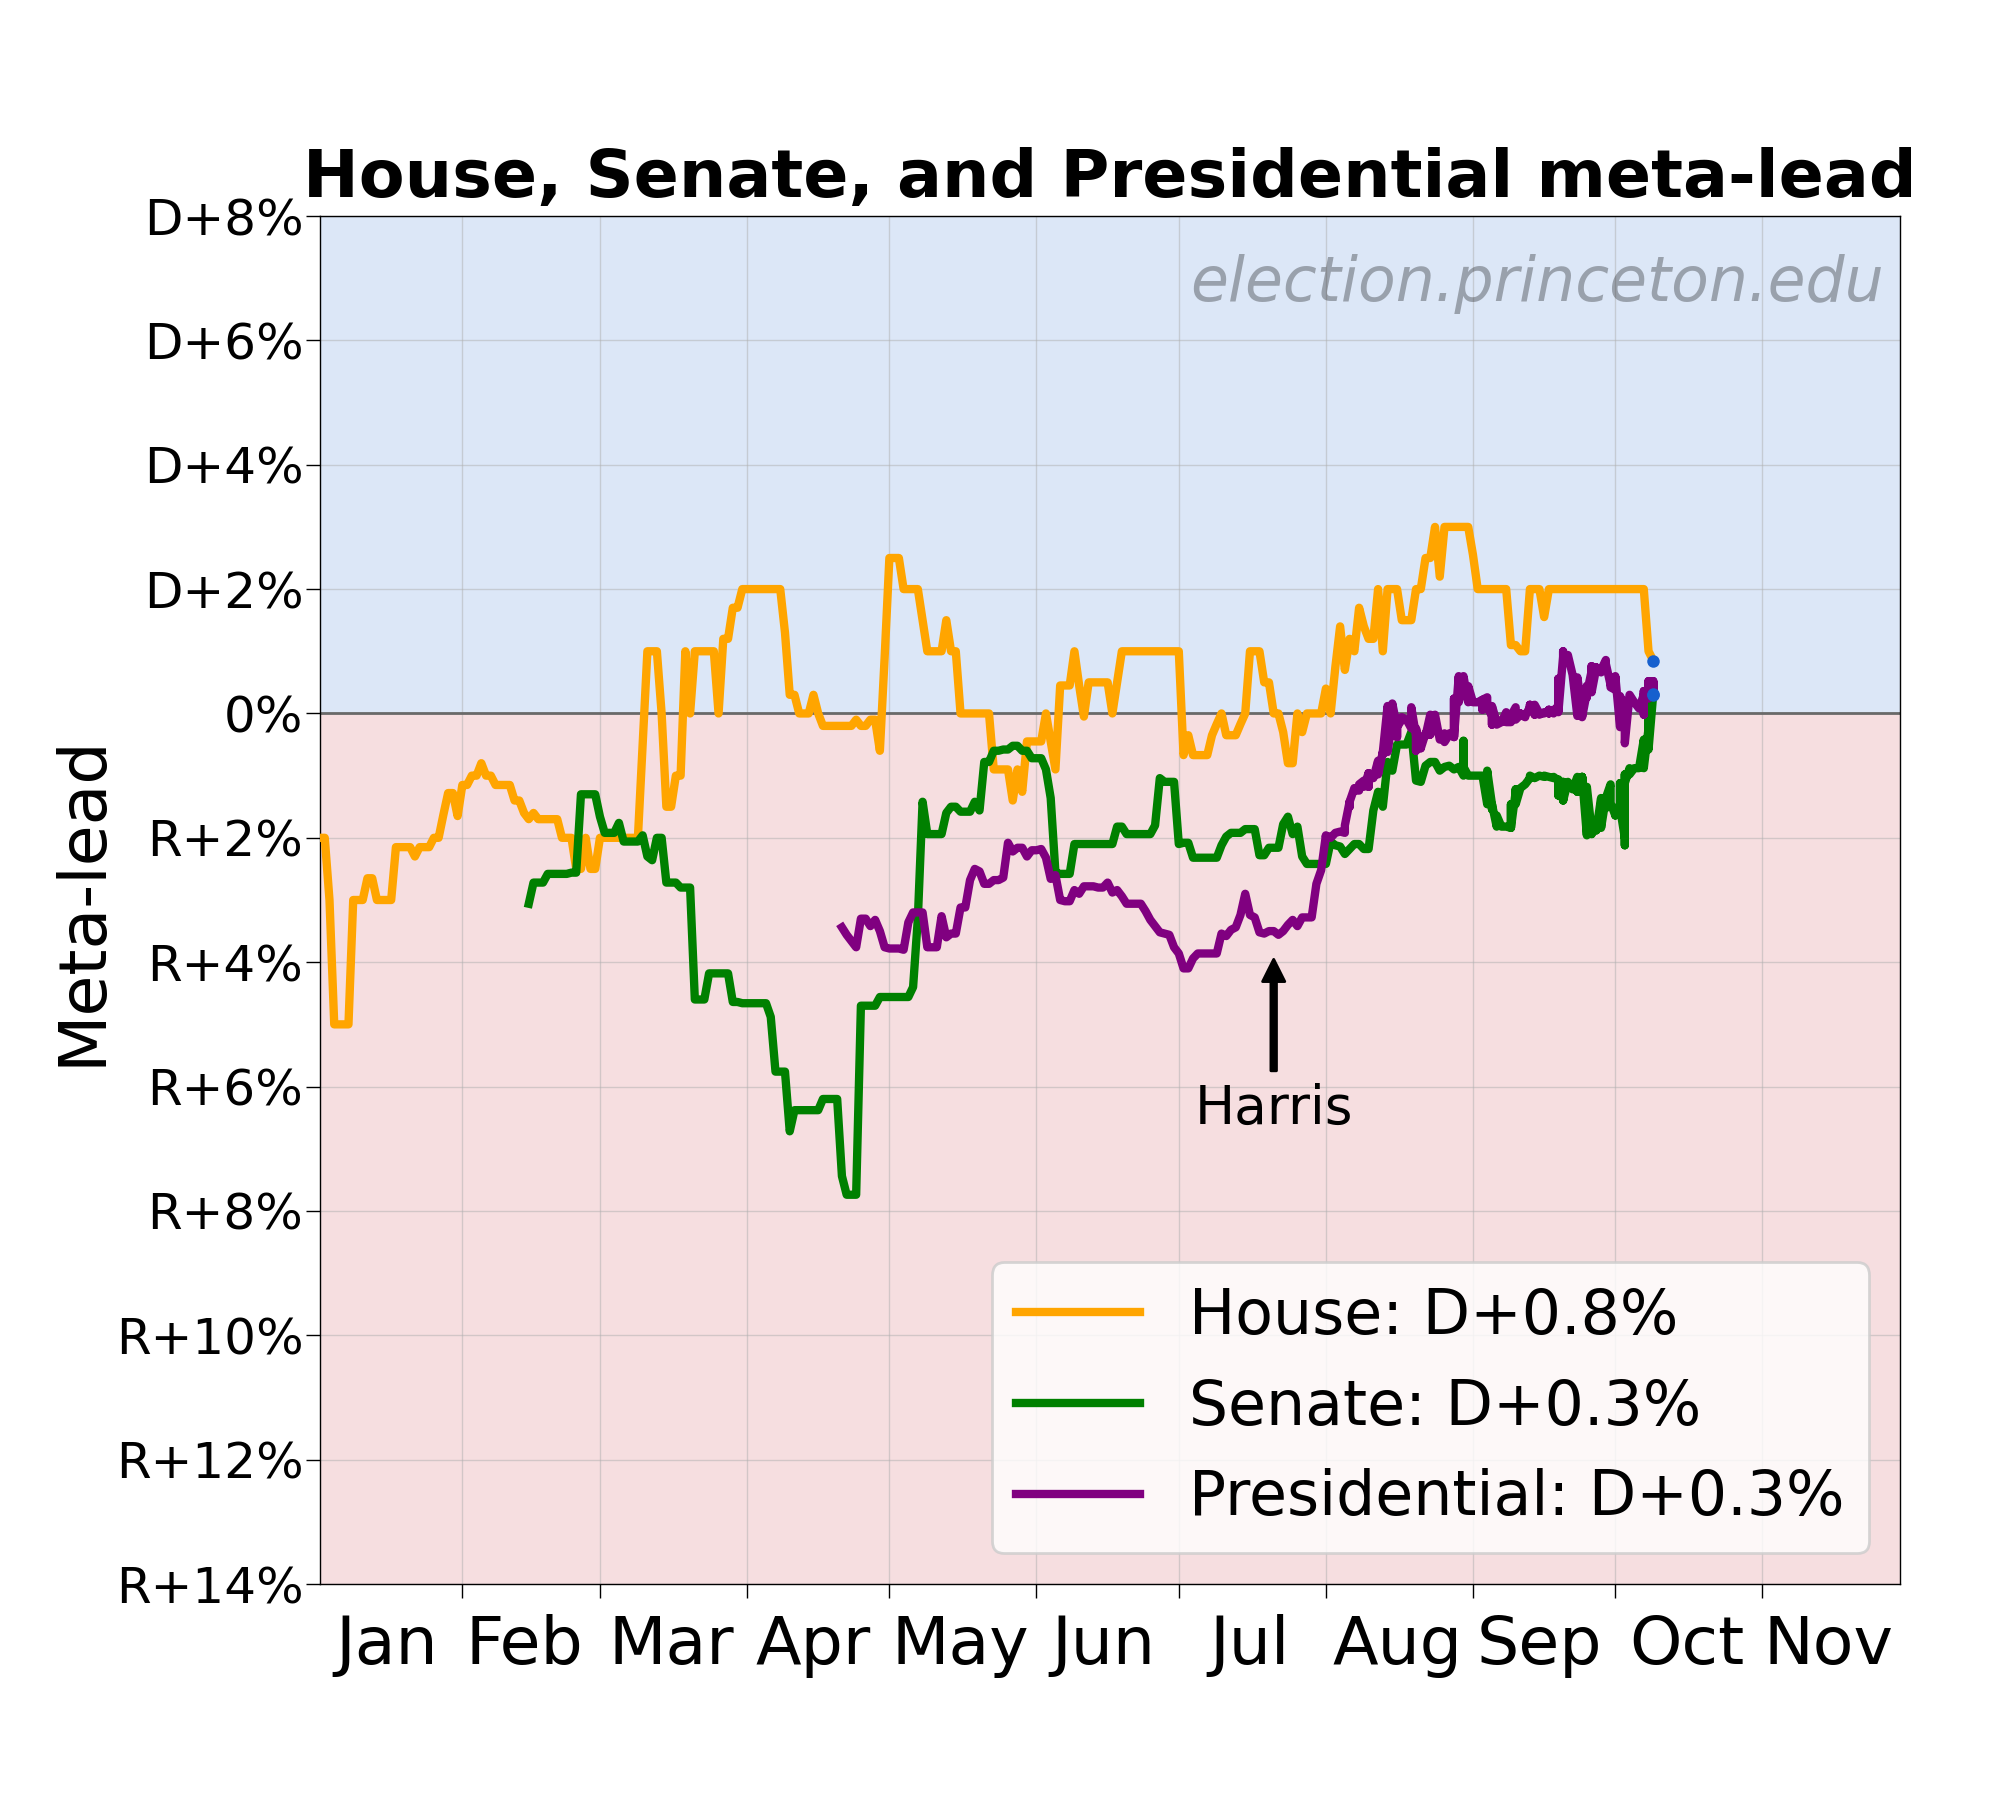 House, Senate, and Presidential meta-lead
election.princeton.edu
Meta-lead
D+8%
D+6%
D+4%
D+2%
0%
R+2%
R+4%
R+6%
R+8%
R+10%
R+12%
R+14%
Harris
House: D+0.8%
Senate: D+0.3%
Presidential: D+0.3%
Jan Feb Mar Apr May Jun Jul Aug Sep Oct Nov